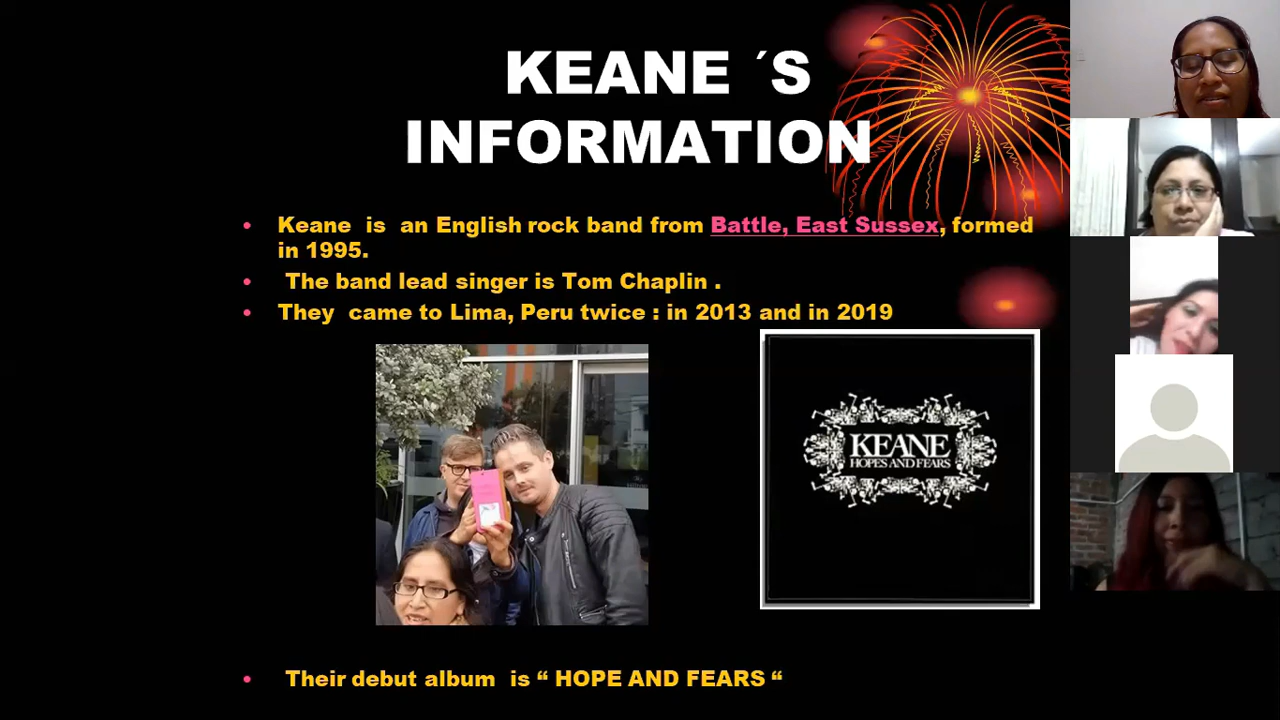 KEANE ´S
INFORMATION
• Keane is an English rock band from Battle, East Sussex, formed
in 1995.
• The band lead singer is Tom Chaplin .
• They came to Lima, Peru twice : in 2013 and in 2019
KEANE
HOPES AND FEARS
• Their debut album is “ HOPE AND FEARS “